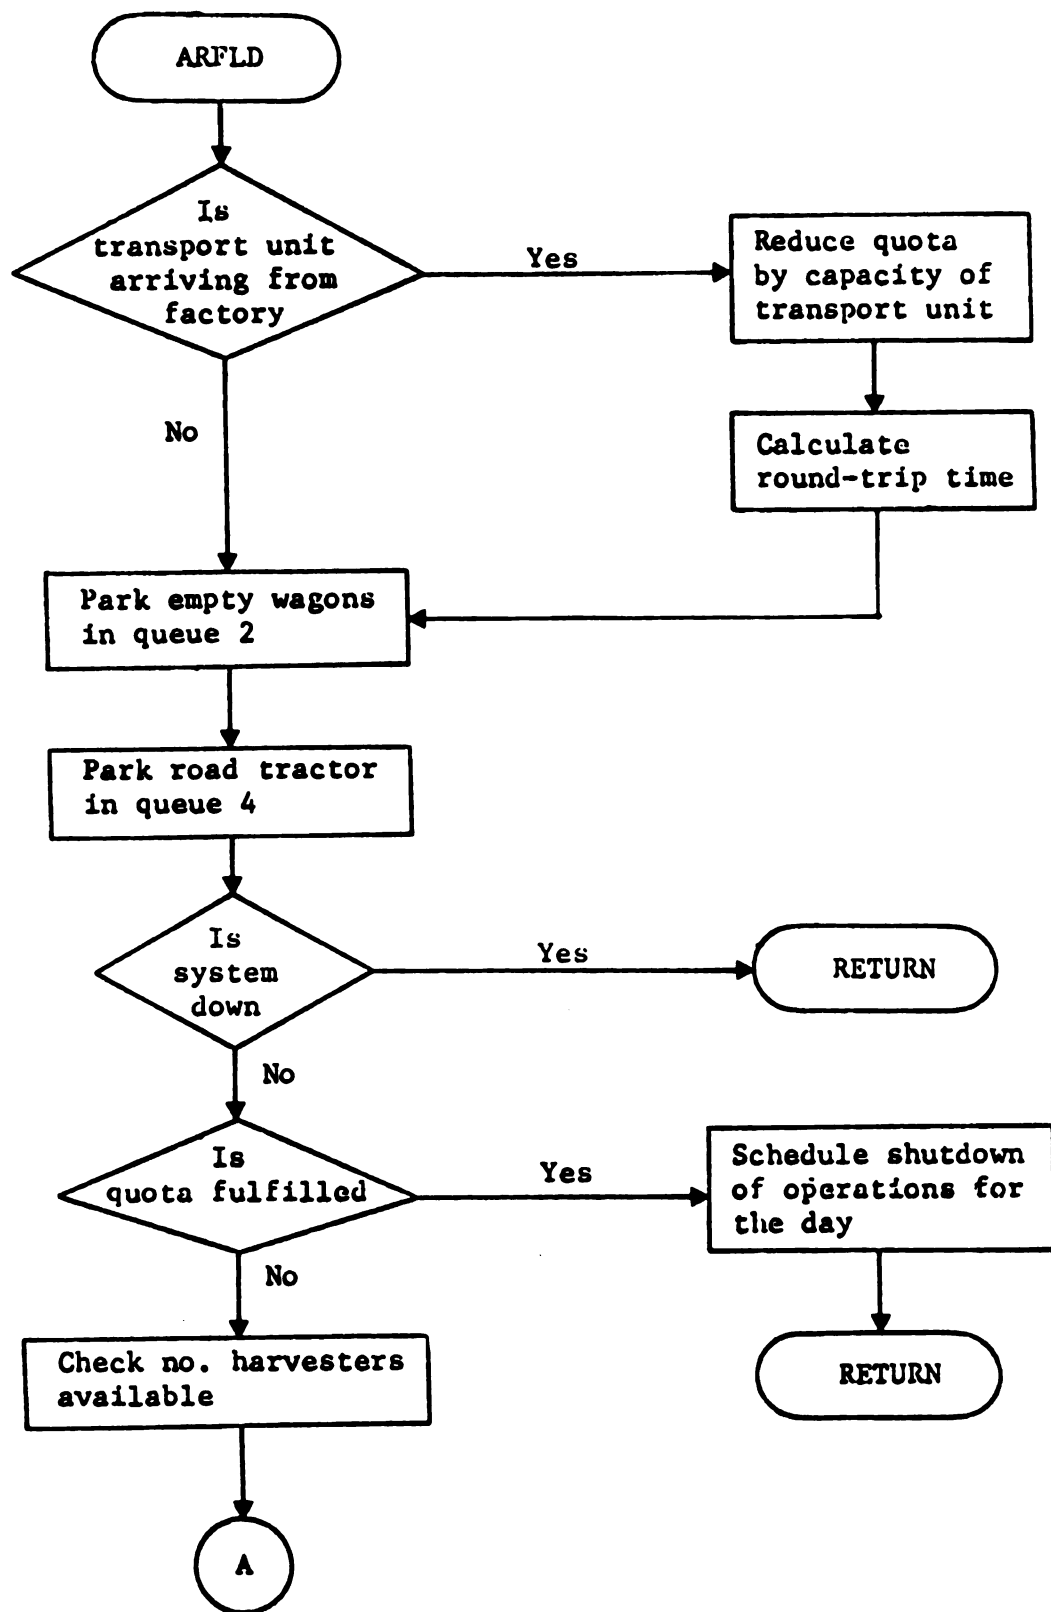 ARFLD
Is
transport unit
arriving from
factory
Yes
Reduce quota
by capacity of
transport unit
No
Calculate
round-trip time
Park empty wagons
in queue 2
Park road tractor
in queue 4
Is
system
down
Yes
RETURN
No
Is
quota fulfilled
Yes
Schedule shutdown
of operations for
the day
No
RETURN
Check no. harvesters
available
A